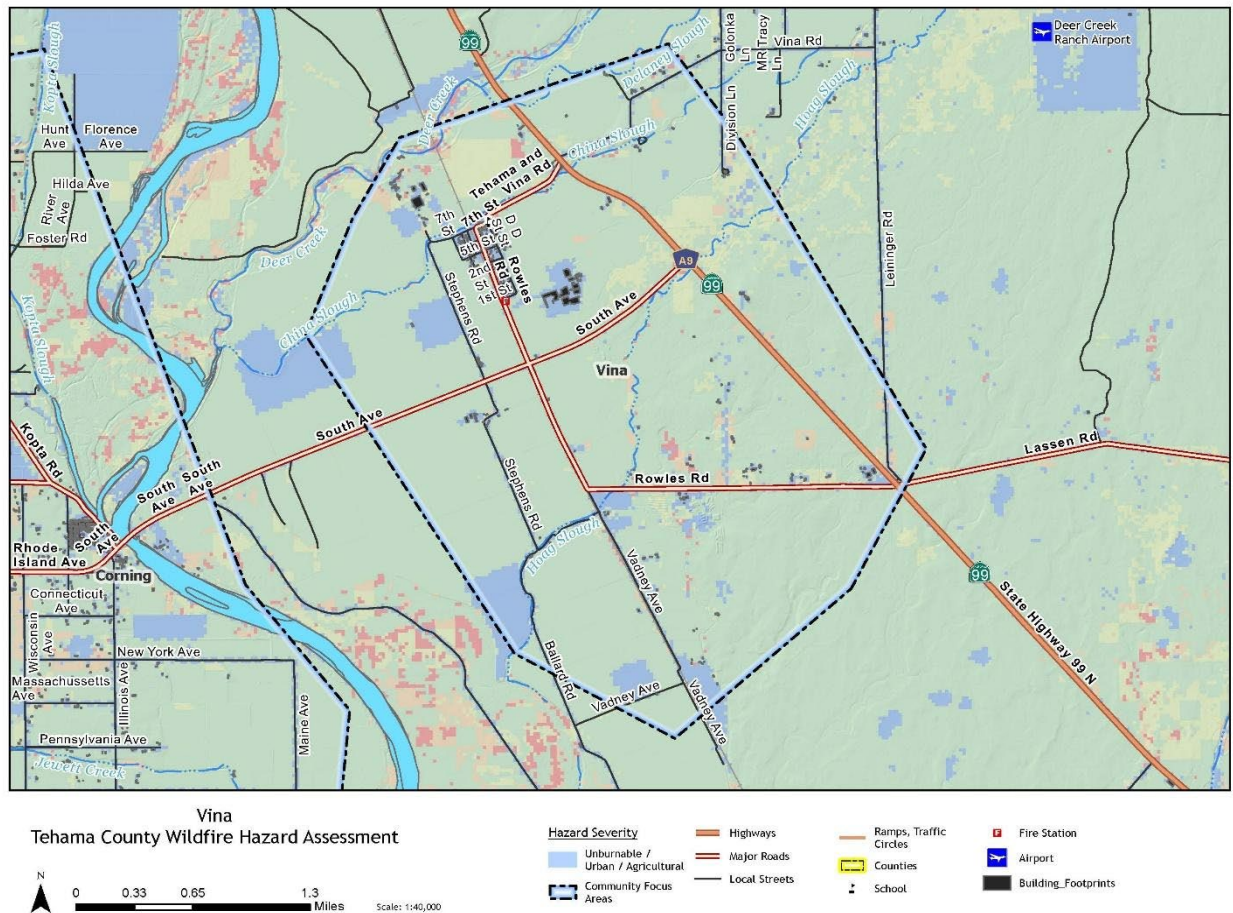 99
Deer Creek
Ranch Airport
Kopta Slough
Deer Creek
Delaney Slough
Golonka
Ln
MRI Tracy
Ln
Vina Rd
Hoag Slough
Hunt
Ave
Florence
Ave
China Slough
Division Ln
Tehama and
Vina Rd
Hilda Ave
River
Ave
Foster Rd
7th
St
7th St
D D
St St
5th St
2nd
St
1st St
Rowles
Rd
Leininger Rd
Deer Creek
A9
99
Stephens Rd
South Ave
Kopta Slough
China Slough
Vina
South Ave
Lassen Rd
Kopta Rd
South
Ave
South
Ave
Rowles Rd
Stephens Rd
South
Ave
Rhode
Island Ave
Corning
Hoag Slough
Vadney Ave
99
State Highway 99 N
Connecticut
Ave
Wisconsin
Ave
New York Ave
Massachussetts
Ave
Illinois Ave
Maine Ave
Ballard Rd
Vadney Ave
Vadney Ave
Pennsylvania Ave
Jewett Creek
Vina
Tehama County Wildfire Hazard Assessment
N
0 0.33 0.65 1.3
Miles
Scale: 1:40,000
Hazard Severity
Unburnable /
Urban / Agricultural
Community Focus
Areas
Highways
Major Roads
Local Streets
Ramps, Traffic
Circles
Counties
School
F Fire Station
Airport
Building_Footprints